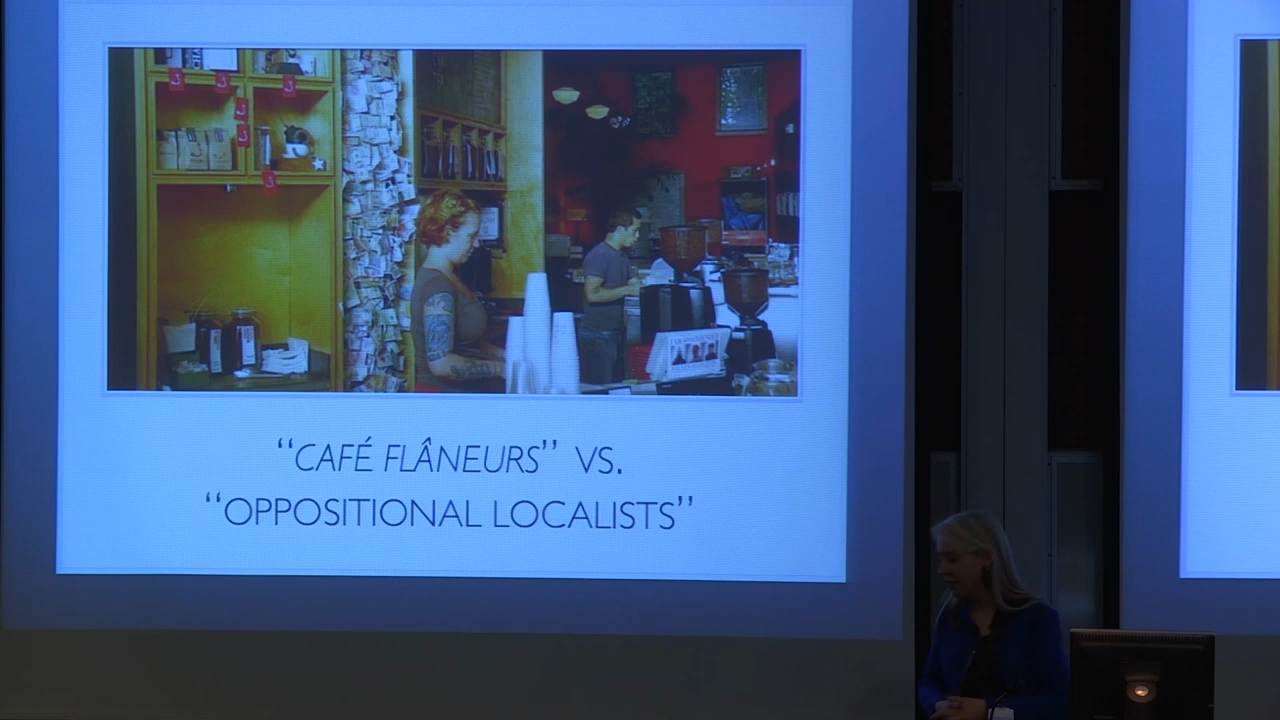 “CAFÉ FLÂNEURS” VS.
“OPPOSITIONAL LOCALISTS”